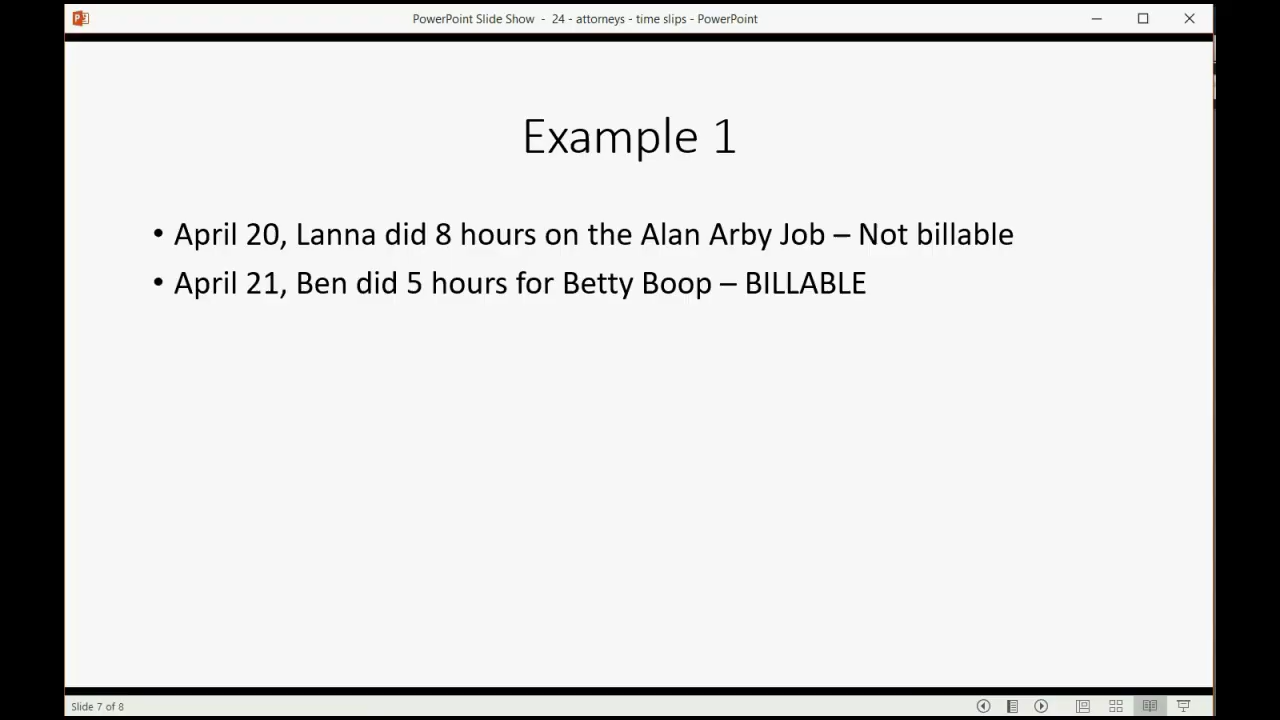 PowerPoint Slide Show - 24 - attorneys - time slips - PowerPoint
Example 1
• April 20, Lanna did 8 hours on the Alan Arby Job – Not billable
• April 21, Ben did 5 hours for Betty Boop – BILLABLE
Slide 7 of 8